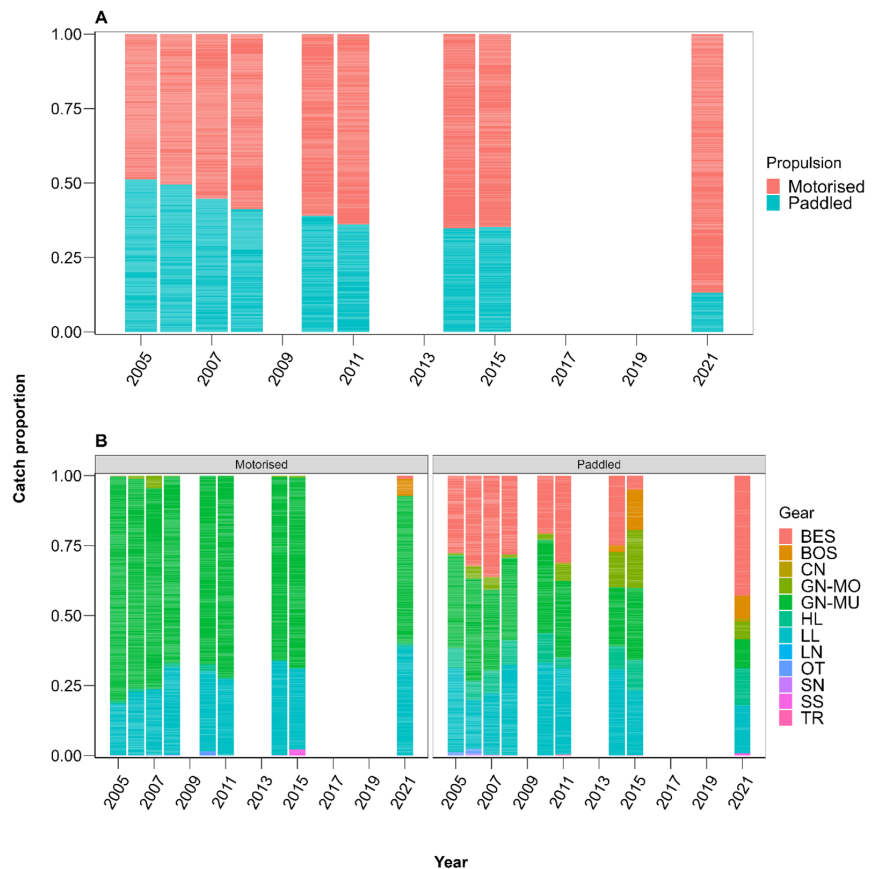 A
1.00
0.75
0.50
0.25
0.00
2005 2007 2009 2011 2013 2015 2017 2019 2021
Propulsion
Motorised
Paddled
Catch proportion
B
Motorised Paddled
1.00
0.75
0.50
0.25
0.00
2005 2007 2009 2011 2013 2015 2017 2019 2021 2005 2007 2009 2011 2013 2015 2017 2019 2021
Gear
BES
BOS
CN
GN-MO
GN-MU
HL
LL
LN
OT
SN
SS
TR
Year